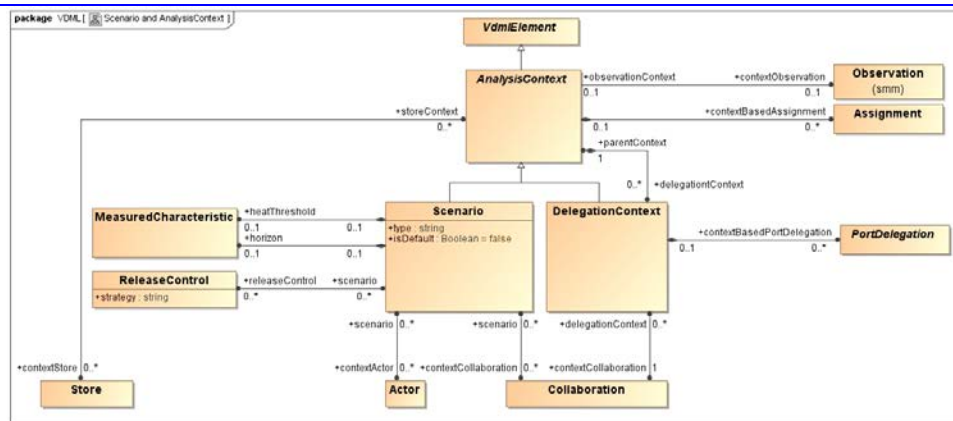 package VDML [ Scenario and AnalysisContext ]
VdmlElement
AnalysisContext
+observationContext
0..1
+contextObservation
0..1
Observation
(smm)
+storeContext
0..*
0..1
+contextBasedAssignment
0..*
Assignment
+parentContext
1
0..*
+delegationtContext
MeasuredCharacteristic
+heatThreshold
0..1
0..1
+horizon
0..1
0..1
Scenario
+type : string
+isDefault : Boolean = false
DelegationContext
+contextBasedPortDelegation
0..1
0..*
PortDelegation
ReleaseControl
+strategy : string
+releaseControl
0..*
+scenario
0..*
+scenario
0..*
+scenario
0..*
+delegationContext
0..*
+contextStore
0..*
+contextActor
0..*
+contextCollaboration
0..*
+contextCollaboration
1
Store
Actor
Collaboration